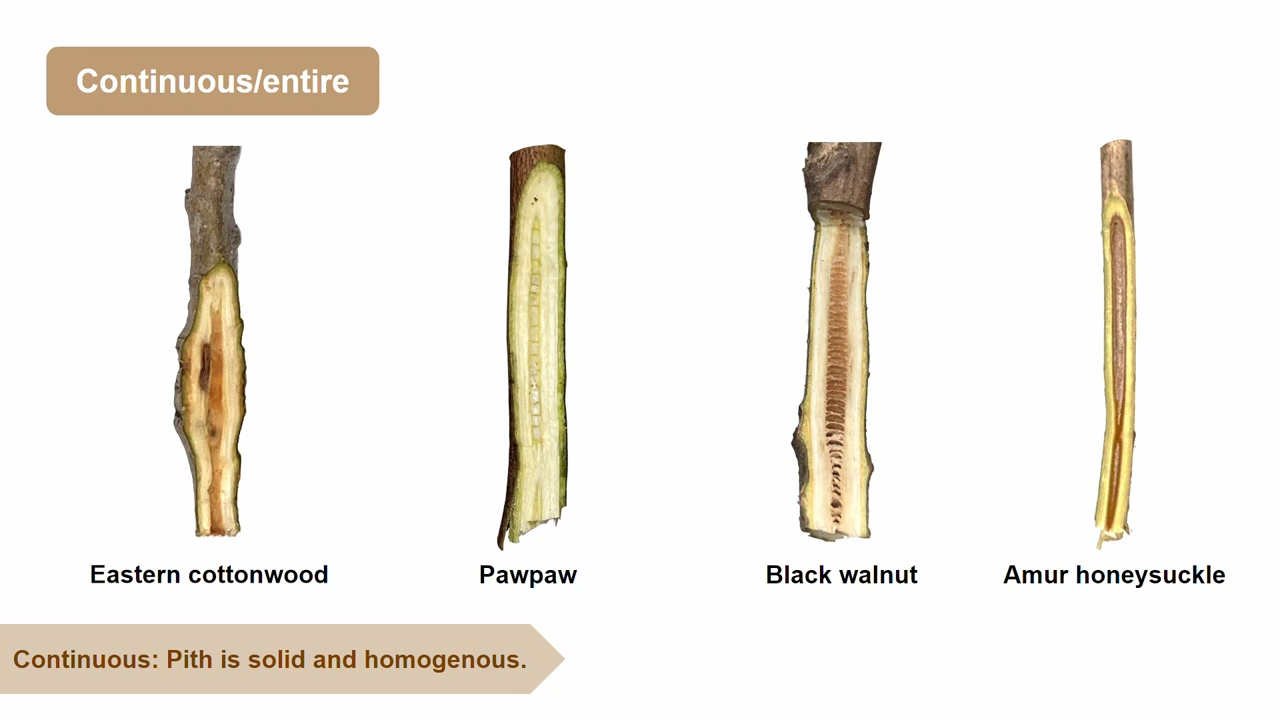 Continuous/entire
Eastern cottonwood
Pawpaw
Black walnut
Amur honeysuckle
Continuous: Pith is solid and homogenous.